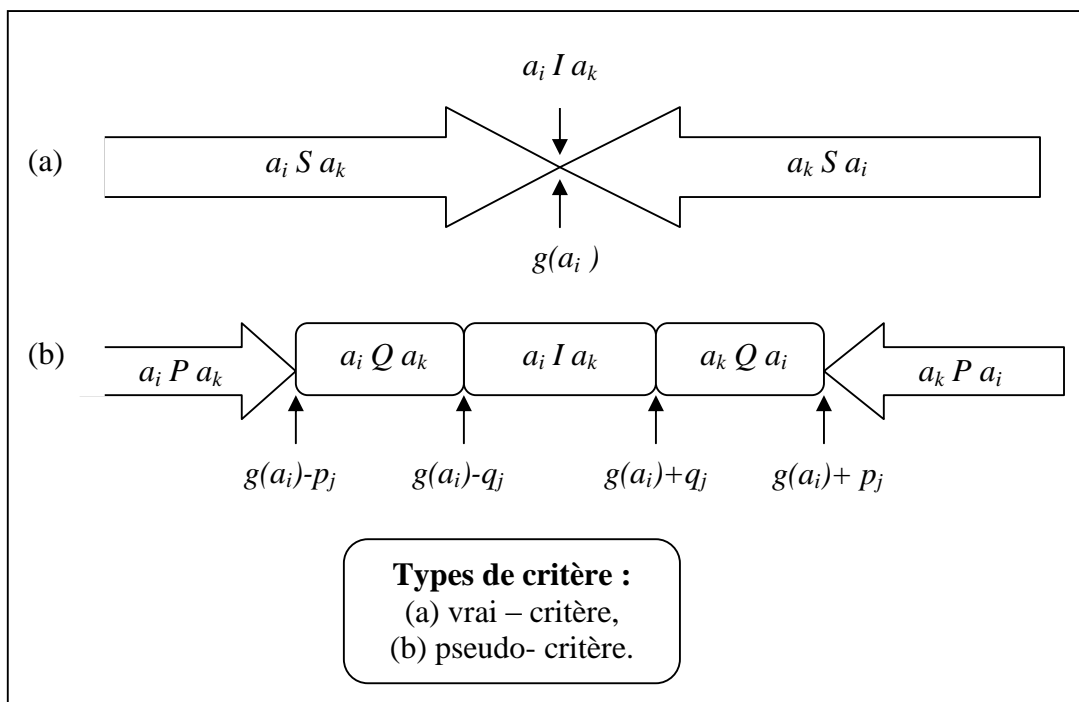 a_i I a_k
(a) a_i S a_k a_k S a_i
g(a_i )
(b) a_i P a_k a_i Q a_k a_i I a_k a_k Q a_i a_k P a_i
g(a_i)-p_j g(a_i)-q_j g(a_i)+q_j g(a_i)+ p_j
Types de critère :
(a) vrai – critère,
(b) pseudo- critère.